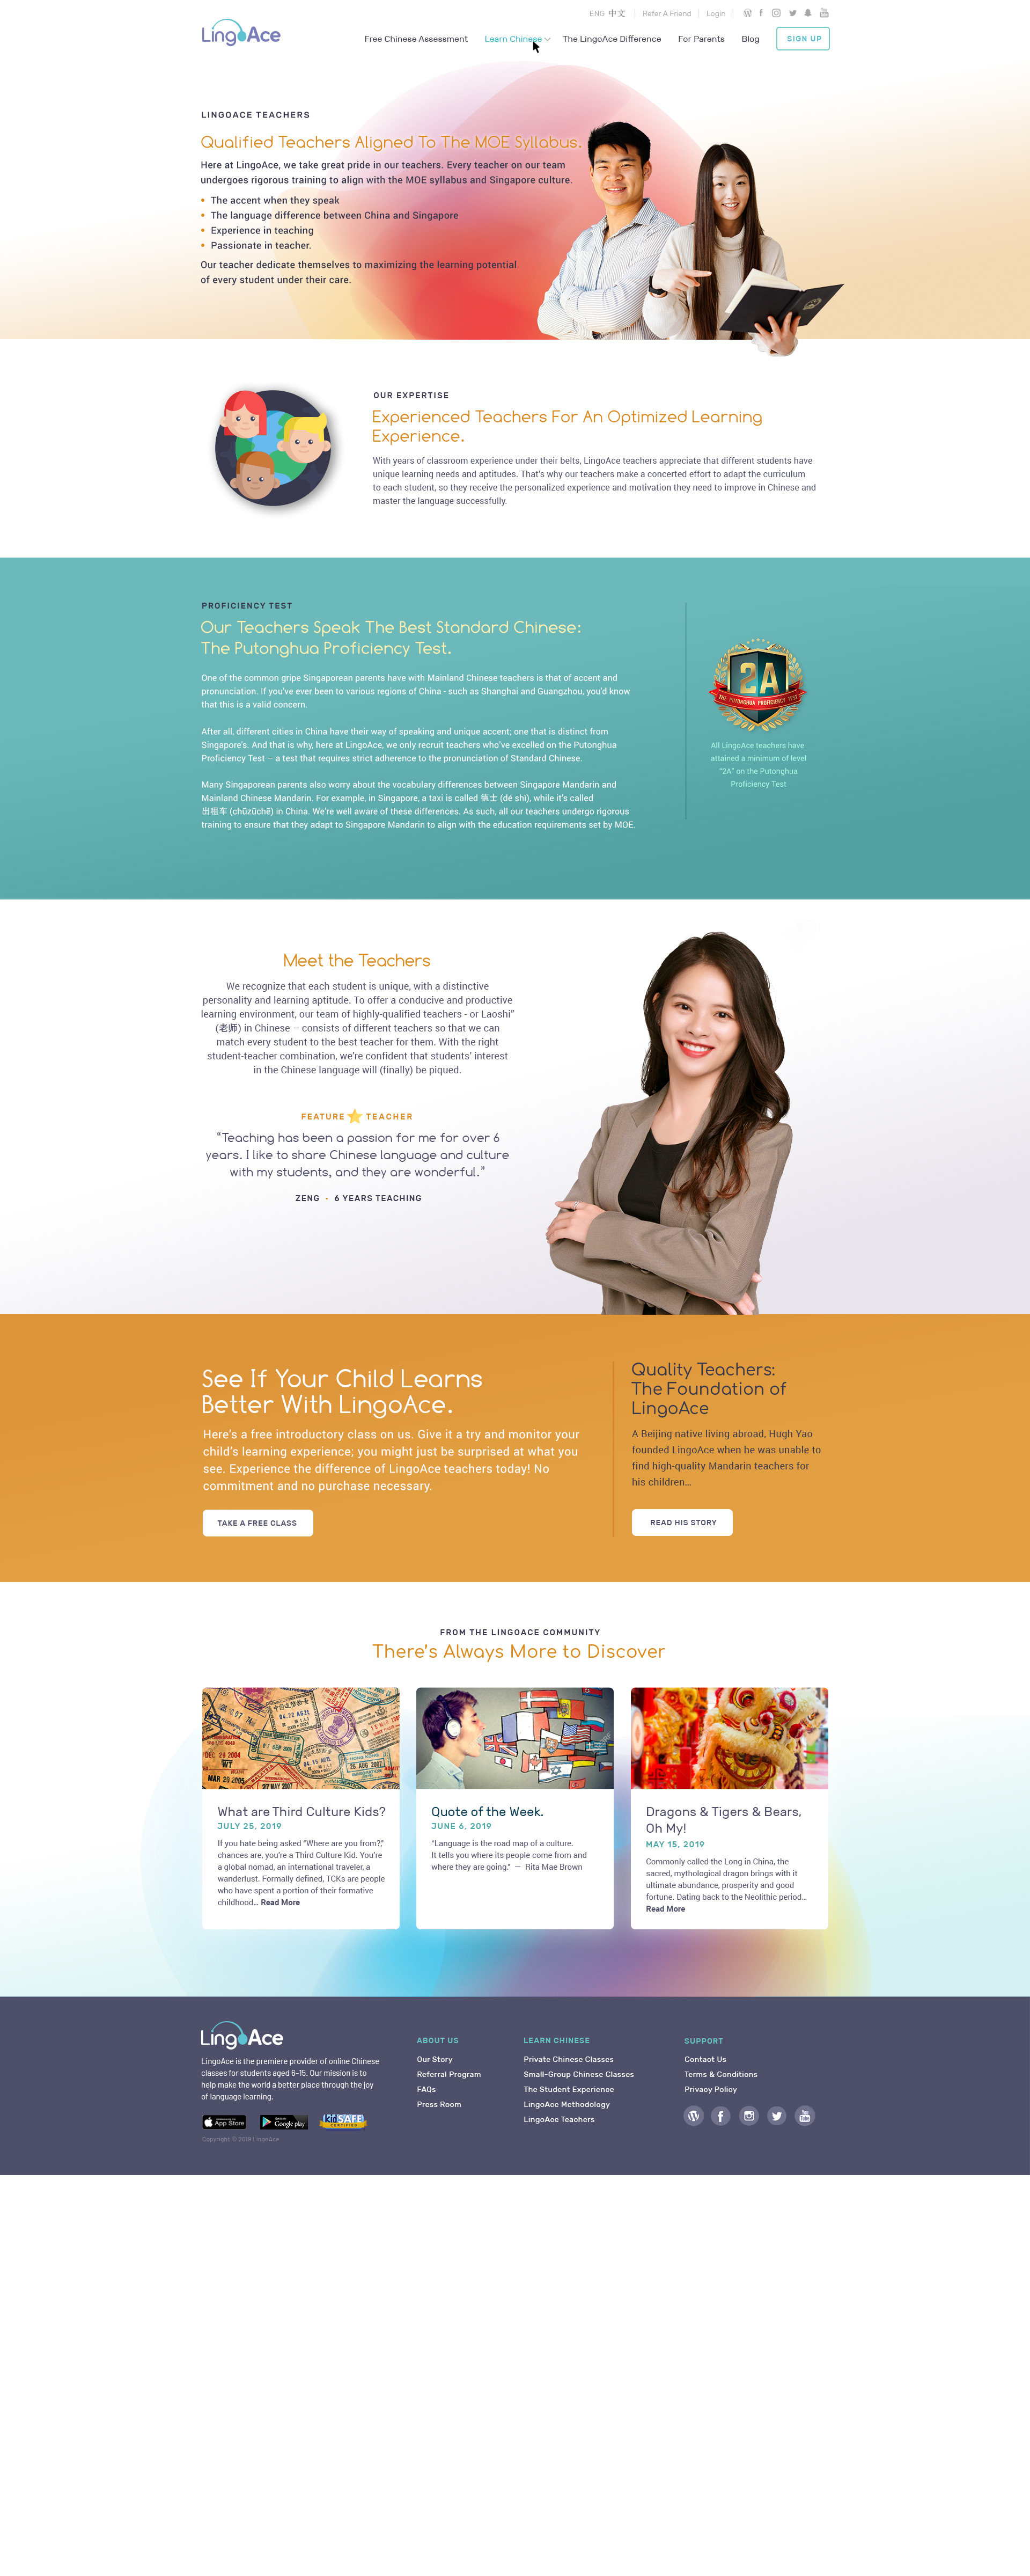 ENG 中文 Refer A Friend Login
LingoAce
Free Chinese Assessment Learn Chinese The LingoAce Difference For Parents Blog SIGN UP
LINGOACE TEACHERS
Qualified Teachers Aligned To The MOE Syllabus.
Here at LingoAce, we take great pride in our teachers. Every teacher on our team
undergoes rigorous training to align with the MOE syllabus and Singapore culture.
• The accent when they speak
• The language difference between China and Singapore
• Experience in teaching
• Passionate in teacher.
Our teacher dedicate themselves to maximizing the learning potential
of every student under their care.
OUR EXPERTISE
Experienced Teachers For An Optimized Learning
Experience.
With years of classroom experience under their belts, LingoAce teachers appreciate that different students have
unique learning needs and aptitudes. That's why our teachers make a concerted effort to adapt the curriculum
to each student, so they receive the personalized experience and motivation they need to improve in Chinese and
master the language successfully.
PROFICIENCY TEST
Our Teachers Speak The Best Standard Chinese:
The Putonghua Proficiency Test.
One of the common gripe Singaporean parents have with Mainland Chinese teachers is that of accent and
pronunciation. If you've ever been to various regions of China - such as Shanghai and Guangzhou, you'd know
that this is a valid concern.
After all, different cities in China have their way of speaking and unique accent; one that is distinct from
Singapore's. And that is why, here at LingoAce, we only recruit teachers who've excelled on the Putonghua
Proficiency Test – a test that requires strict adherence to the pronunciation of Standard Chinese.
Many Singaporean parents also worry about the vocabulary differences between Singapore Mandarin and
Mainland Chinese Mandarin. For example, in Singapore, a taxi is called 德士 (dé shì), while it's called
出租车 (chūzūchē) in China. We're well aware of these differences. As such, all our teachers undergo rigorous
training to ensure that they adapt to Singapore Mandarin to align with the education requirements set by MOE.
2A
THE PUTONGHUA PROFICIENCY TEST
All LingoAce teachers have
attained a minimum of level
"2A" on the Putonghua
Proficiency Test
Meet the Teachers
We recognize that each student is unique, with a distinctive
personality and learning aptitude. To offer a conducive and productive
learning environment, our team of highly-qualified teachers - or Laoshi"
(老师) in Chinese – consists of different teachers so that we can
match every student to the best teacher for them. With the right
student-teacher combination, we're confident that students' interest
in the Chinese language will (finally) be piqued.
FEATURE TEACHER
"Teaching has been a passion for me for over 6
years. I like to share Chinese language and culture
with my students, and they are wonderful."
ZENG • 6 YEARS TEACHING
See If Your Child Learns
Better With LingoAce.
Here's a free introductory class on us. Give it a try and monitor your
child's learning experience; you might just be surprised at what you
see. Experience the difference of LingoAce teachers today! No
commitment and no purchase necessary.
TAKE A FREE CLASS
Quality Teachers:
The Foundation of
LingoAce
A Beijing native living abroad, Hugh Yao
founded LingoAce when he was unable to
find high-quality Mandarin teachers for
his children...
READ HIS STORY
FROM THE LINGOACE COMMUNITY
There's Always More to Discover
What are Third Culture Kids?
JULY 25, 2019
If you hate being asked "Where are you from?,"
chances are, you're a Third Culture Kid. You're
a global nomad, an international traveler, a
wanderlust. Formally defined, TCKs are people
who have spent a portion of their formative
childhood... Read More
Quote of the Week.
JUNE 6, 2019
"Language is the road map of a culture.
It tells you where its people come from and
where they are going." — Rita Mae Brown
Dragons & Tigers & Bears,
Oh My!
MAY 15, 2019
Commonly called the Long in China, the
sacred, mythological dragon brings with it
ultimate abundance, prosperity and good
fortune. Dating back to the Neolithic period...
Read More
LingoAce
LingoAce is the premiere provider of online Chinese
classes for students aged 6-15. Our mission is to
help make the world a better place through the joy
of language learning.
App Store Google play kidSAFE CERTIFIED
Copyright © 2018 LingoAce
ABOUT US
Our Story
Referral Program
FAQs
Press Room
LEARN CHINESE
Private Chinese Classes
Small-Group Chinese Classes
The Student Experience
LingoAce Methodology
LingoAce Teachers
SUPPORT
Contact Us
Terms & Conditions
Privacy Policy